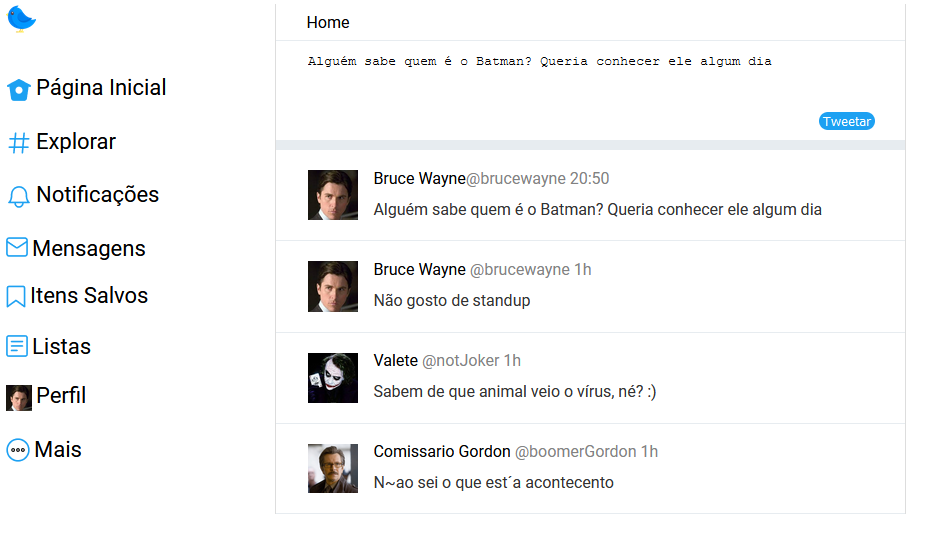 Página Inicial
Explorar
Notificações
Mensagens
Itens Salvos
Listas
Perfil
Mais
Home
Alguém sabe quem é o Batman? Queria conhecer ele algum dia
Tweetar
Bruce Wayne@brucewayne 20:50
Alguém sabe quem é o Batman? Queria conhecer ele algum dia
Bruce Wayne @brucewayne 1h
Não gosto de standup
Valete @notJoker 1h
Sabem de que animal veio o vírus, né? :)
Comissario Gordon @boomerGordon 1h
N~ao sei o que est´a acontecento